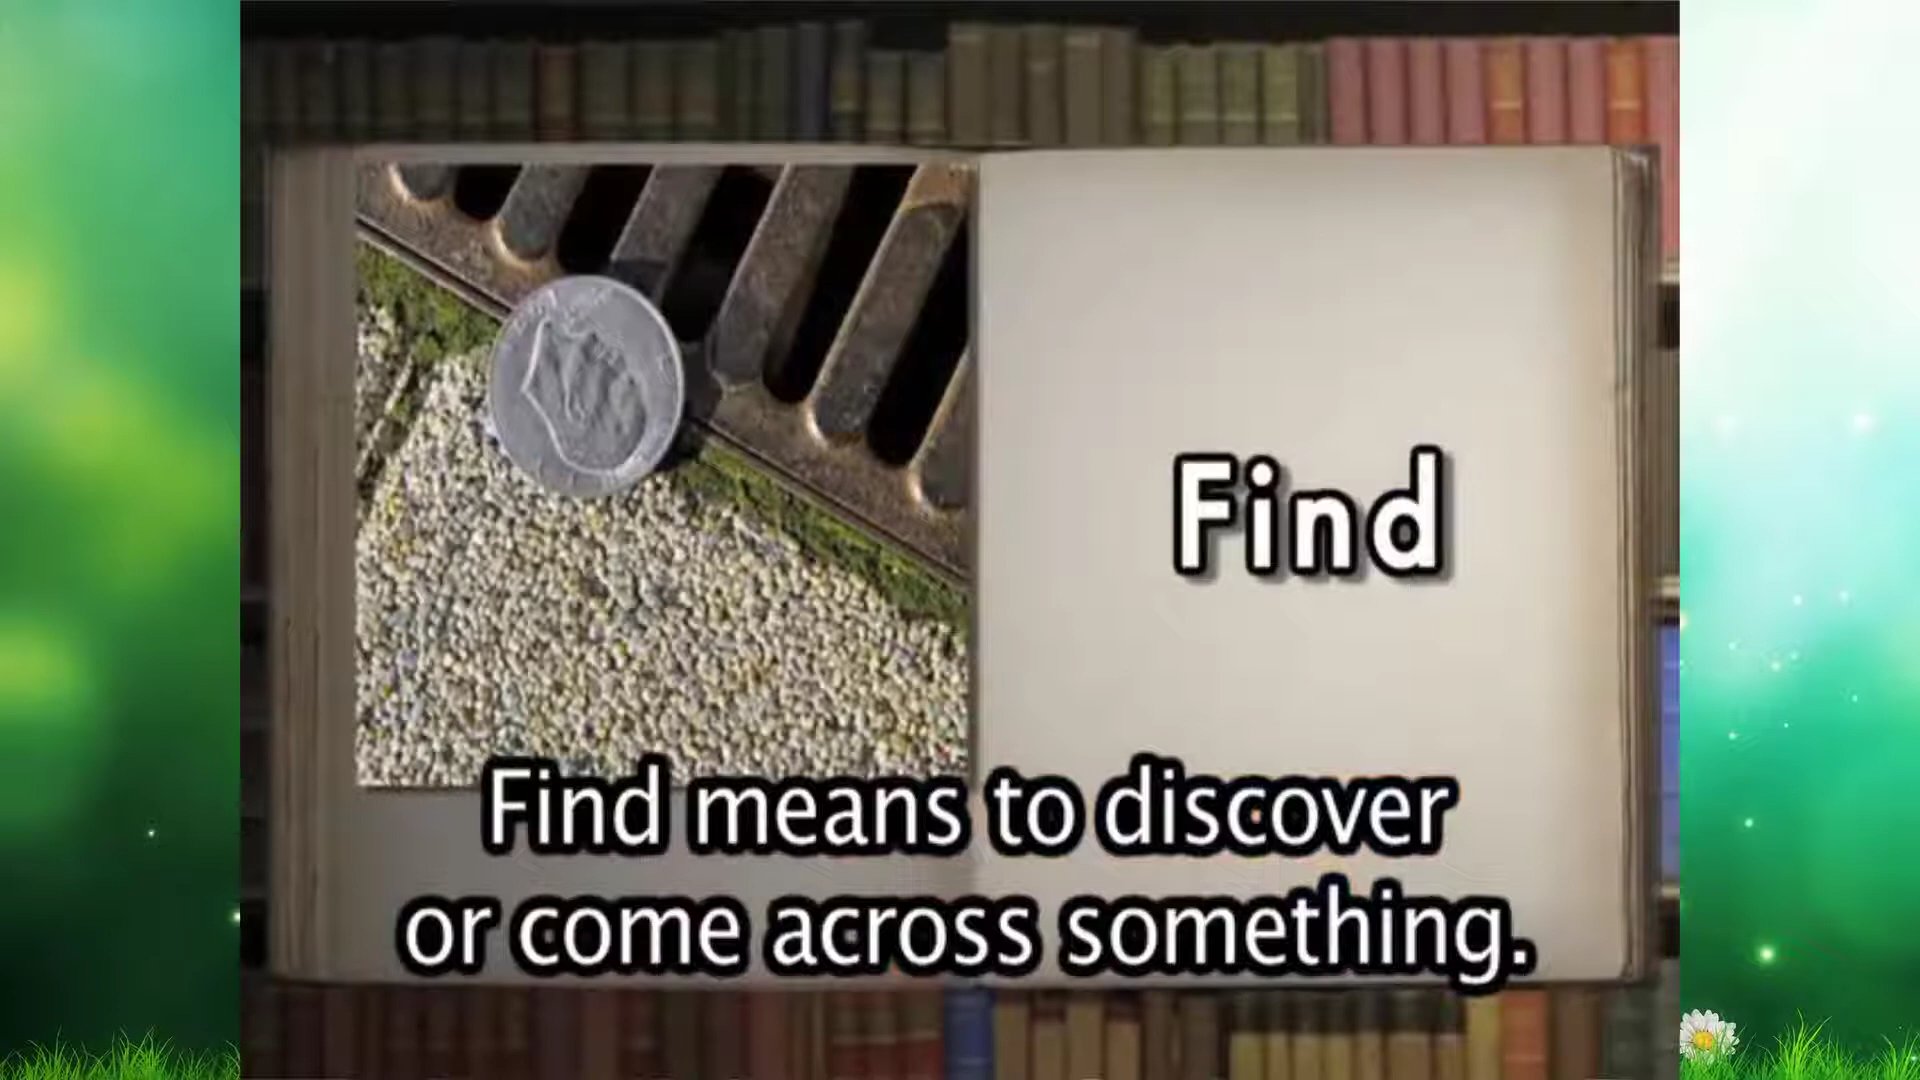 Find
Find means to discover
or come across something.